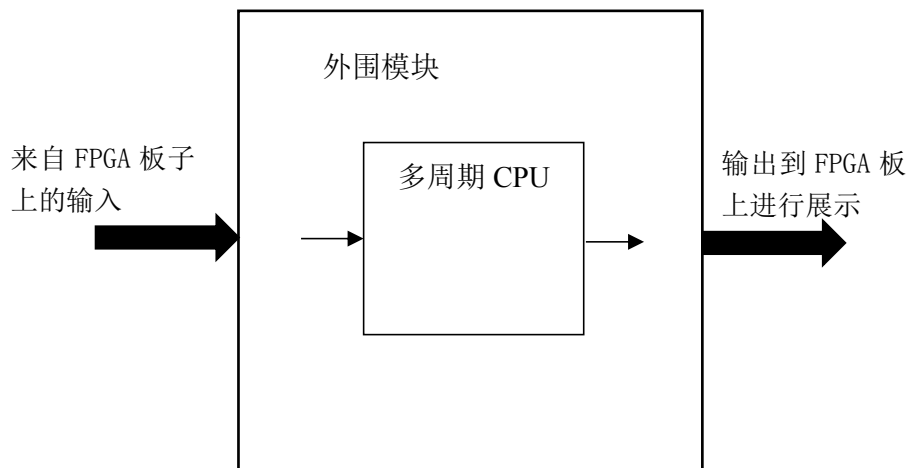 外围模块
来自 FPGA 板子
上的输入
多周期 CPU
输出到 FPGA 板
上进行展示